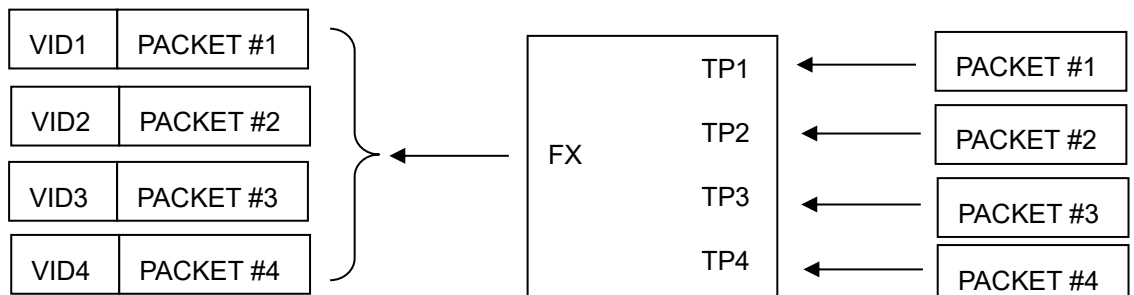 VID1 PACKET #1
VID2 PACKET #2
VID3 PACKET #3
VID4 PACKET #4
FX
TP1
TP2
TP3
TP4
PACKET #1
PACKET #2
PACKET #3
PACKET #4